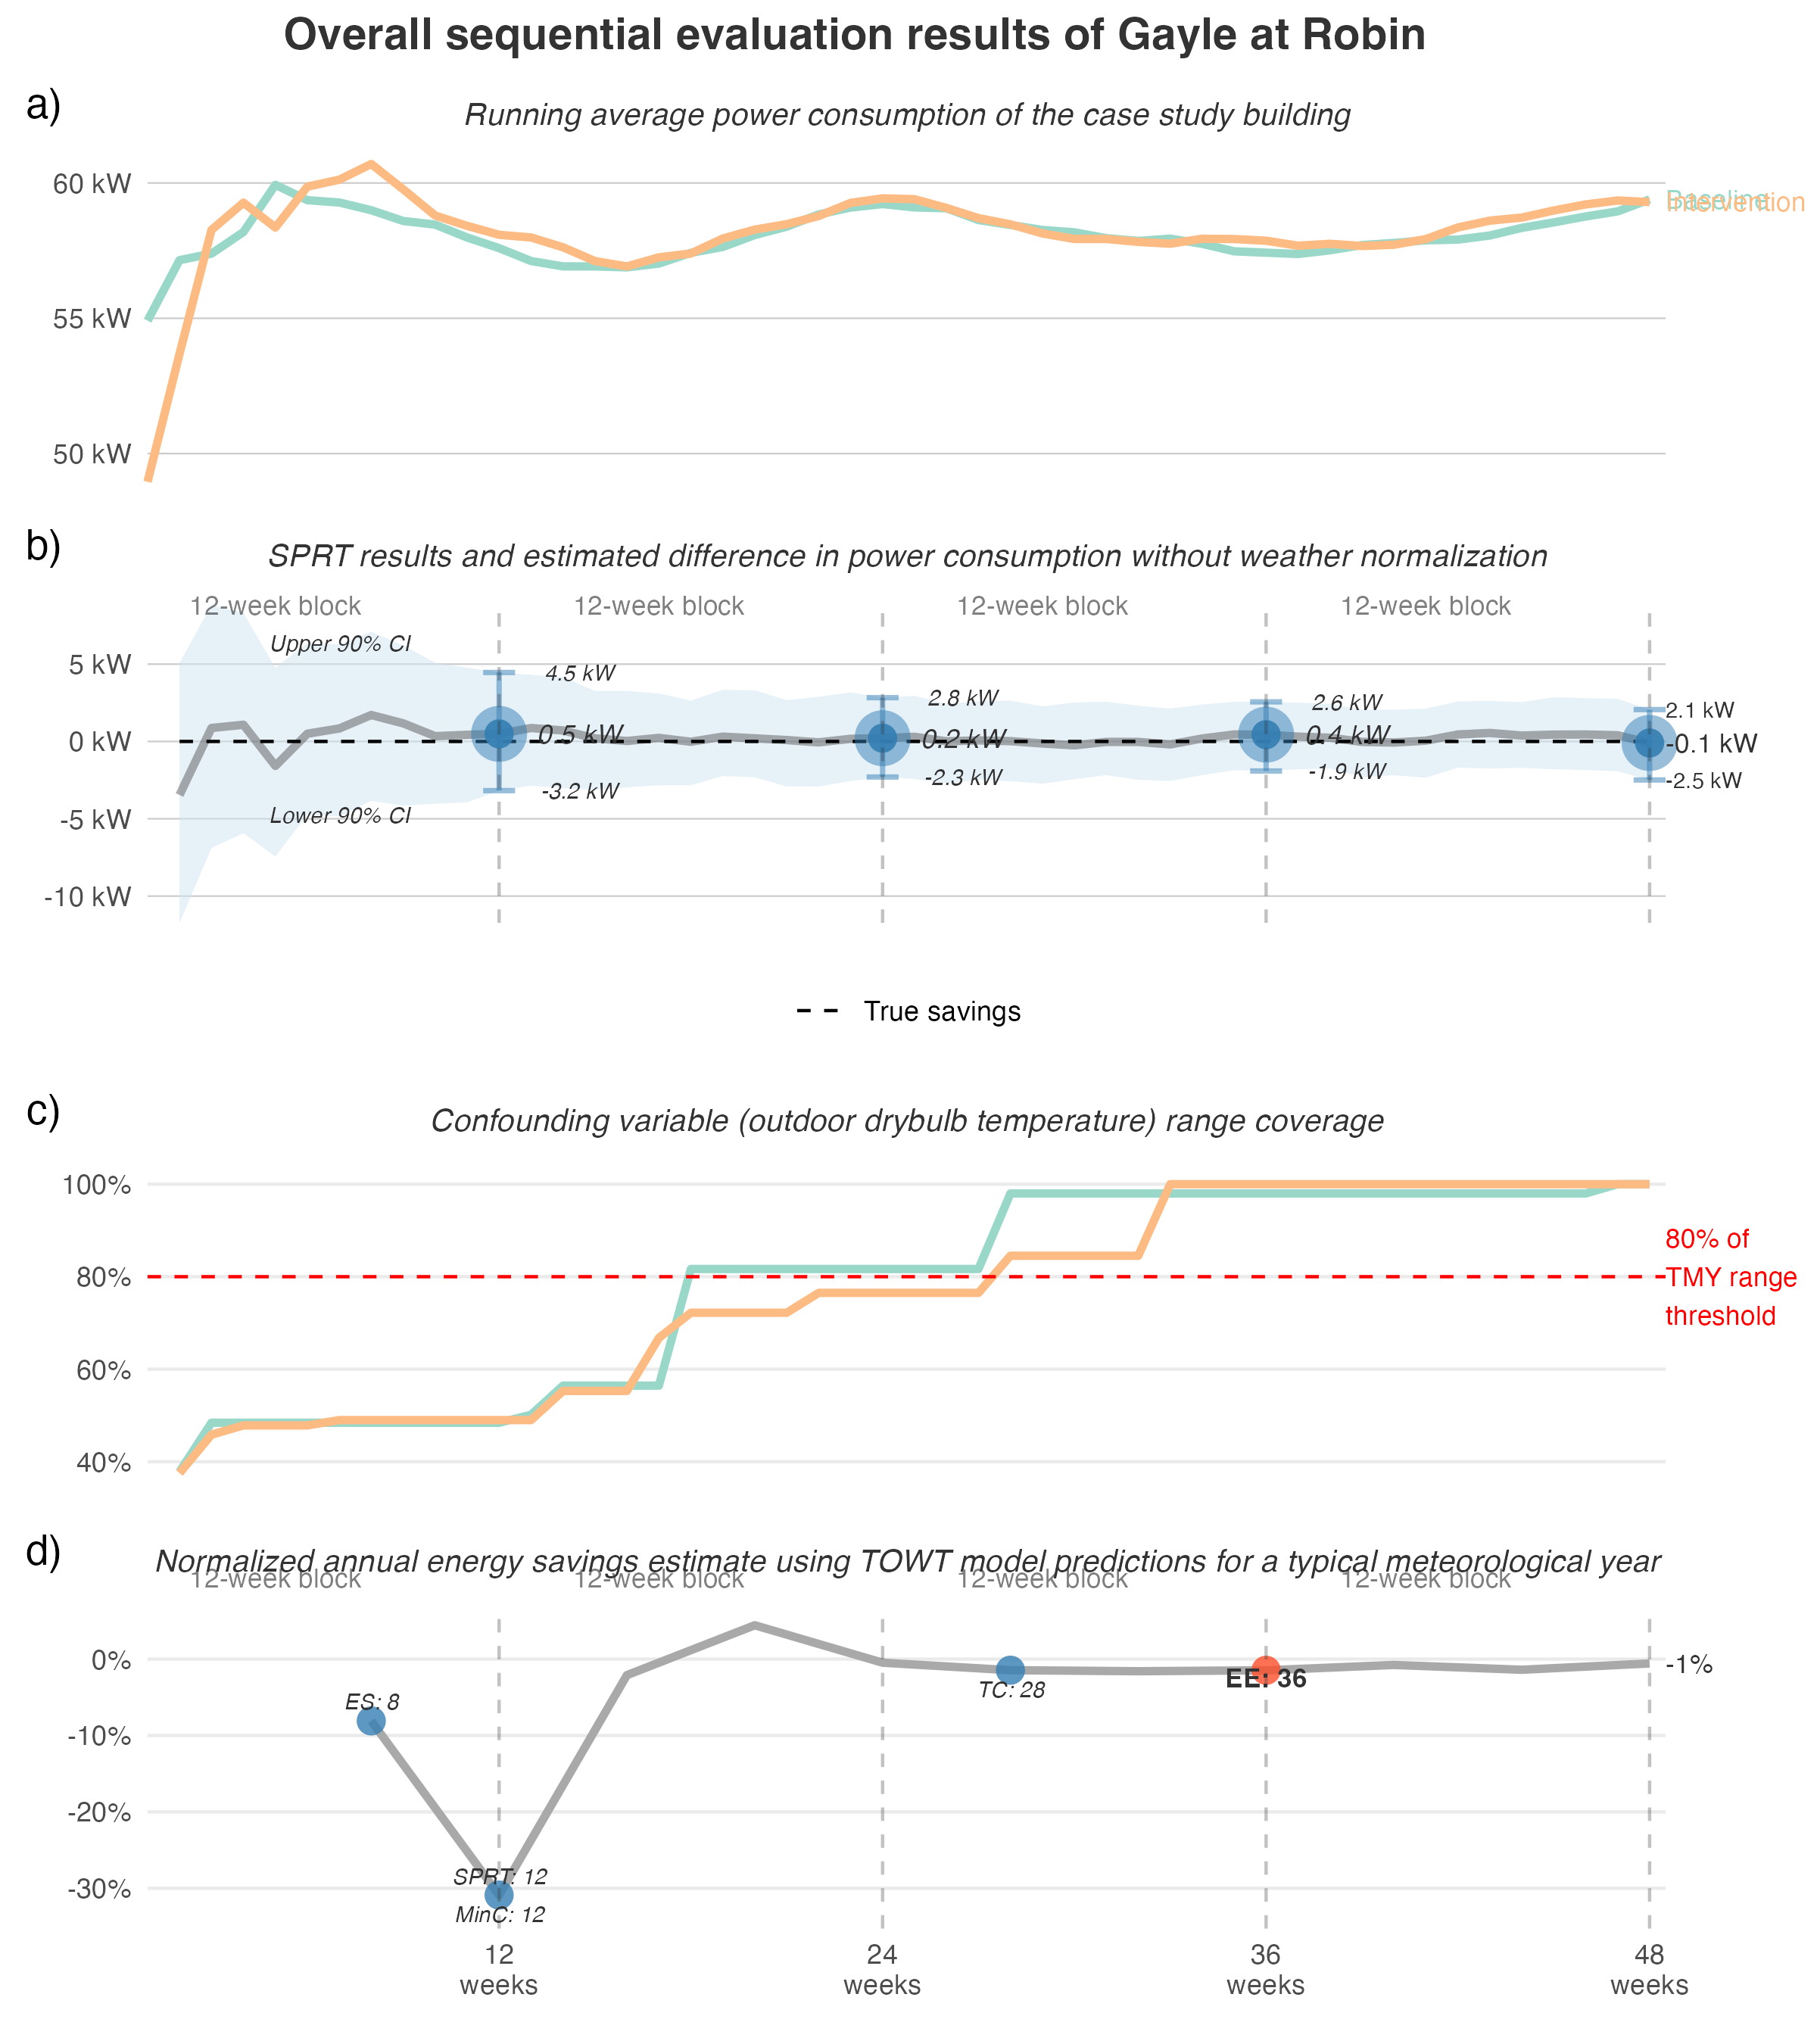 Overall sequential evaluation results of Gayle at Robin
a)
Running average power consumption of the case study building
60 kW
55 kW
50 kW
Baseline
Intervention
b)
SPRT results and estimated difference in power consumption without weather normalization
12-week block
12-week block
12-week block
12-week block
Upper 90% CI
Lower 90% CI
5 kW
0 kW
-5 kW
-10 kW
4.5 kW
0.5 kW
-3.2 kW
2.8 kW
0.2 kW
-2.3 kW
2.6 kW
0.4 kW
-1.9 kW
2.1 kW
-0.1 kW
-2.5 kW
True savings
c)
Confounding variable (outdoor drybulb temperature) range coverage
100%
80%
60%
40%
80% of
TMY range
threshold
d)
Normalized annual energy savings estimate using TOWT model predictions for a typical meteorological year
12-week block
12-week block
12-week block
12-week block
0%
-10%
-20%
-30%
ES: 8
SPRT: 12
MinC: 12
TC: 28
EE: 36
-1%
12
weeks
24
weeks
36
weeks
48
weeks